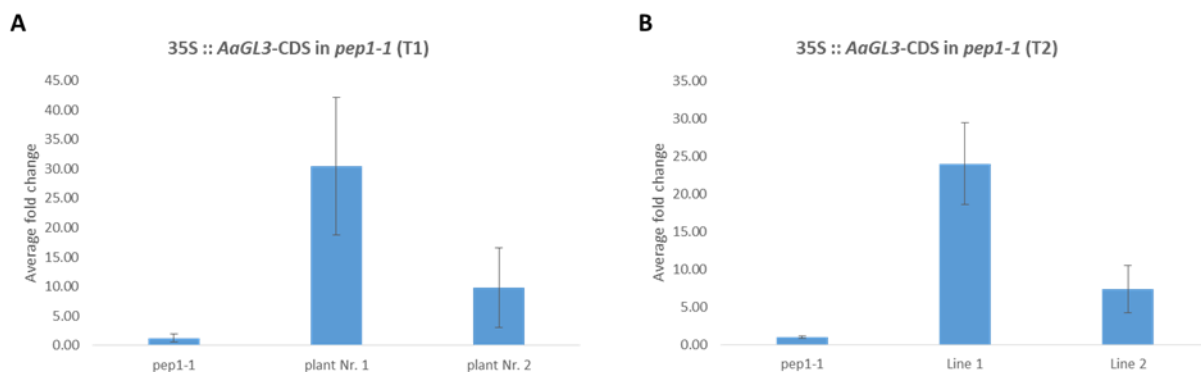 A
35S :: AaGL3-CDS in pep1-1 (T1)
Average fold change
45.00
40.00
35.00
30.00
25.00
20.00
15.00
10.00
5.00
0.00
pep1-1
plant Nr. 1
plant Nr. 2
B
35S :: AaGL3-CDS in pep1-1 (T2)
Average fold change
35.00
30.00
25.00
20.00
15.00
10.00
5.00
0.00
pep1-1
Line 1
Line 2